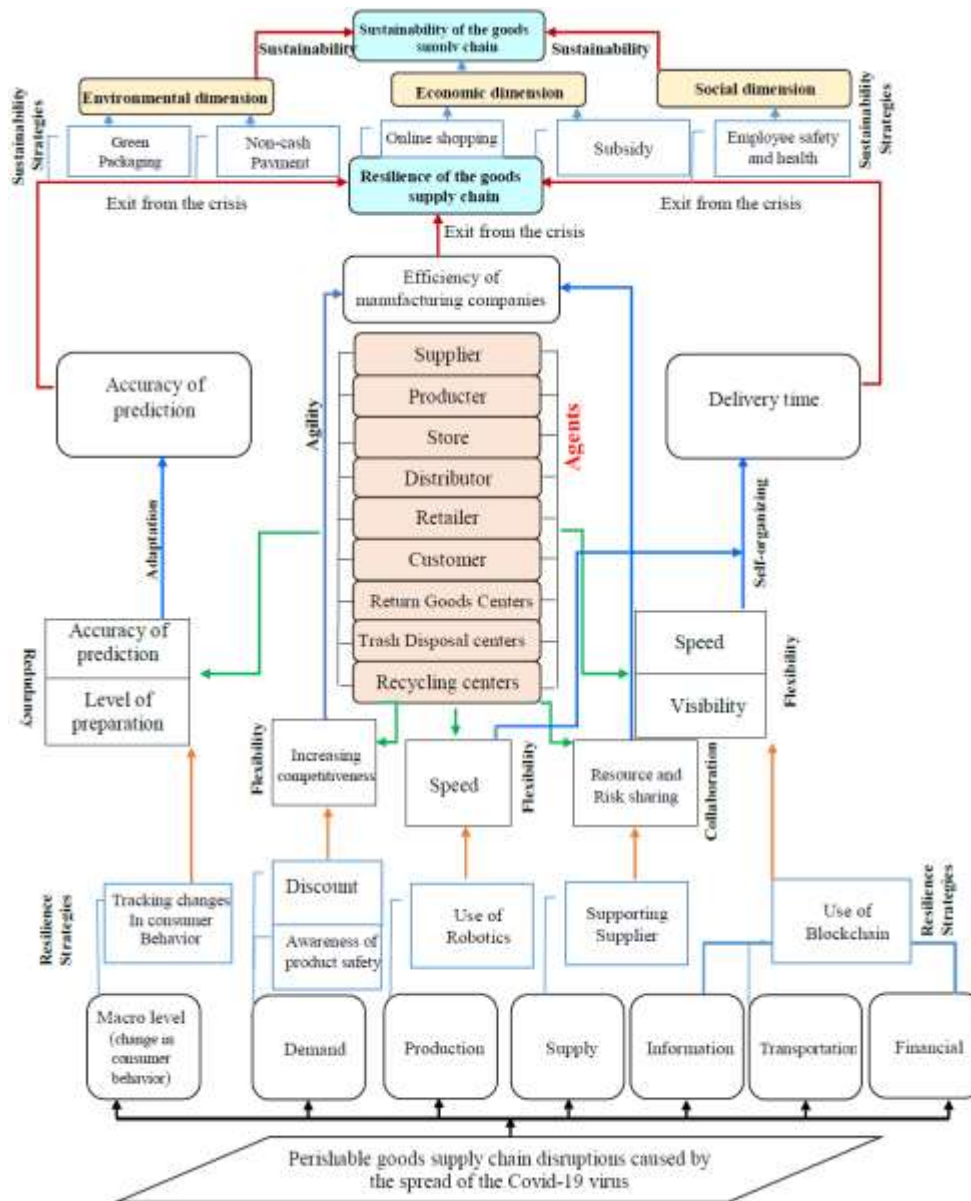 Sustainability of the goods
supply chain
Sustainability
Sustainability
Environmental dimension
Economic dimension
Social dimension
Sustainability
Strategies
Green
Packaging
Non-cash
Payment
Online shopping
Subsidy
Employee safety
and health
Sustainability
Strategies
Resilience of the goods
supply chain
Exit from the crisis
Exit from the crisis
Exit from the crisis
Efficiency of
manufacturing companies
Accuracy of
prediction
Agility
Supplier
Producter
Store
Distributor
Retailer
Customer
Return Goods Centers
Trash Disposal centers
Recycling centers
Agents
Delivery time
Adaptation
Self-organizing
Redundancy
Accuracy of
prediction
Level of
preparation
Speed
Visibility
Flexibility
Flexibility
Increasing
competitiveness
Speed
Flexibility
Resource and
Risk sharing
Collaboration
Resilience
Strategies
Tracking changes
In consumer
Behavior
Discount
Awareness of
product safety
Use of
Robotics
Supporting
Supplier
Use of
Blockchain
Resilience
Strategies
Macro level
(change in
consumer
behavior)
Demand
Production
Supply
Information
Transportation
Financial
Perishable goods supply chain disruptions caused by
the spread of the Covid-19 virus